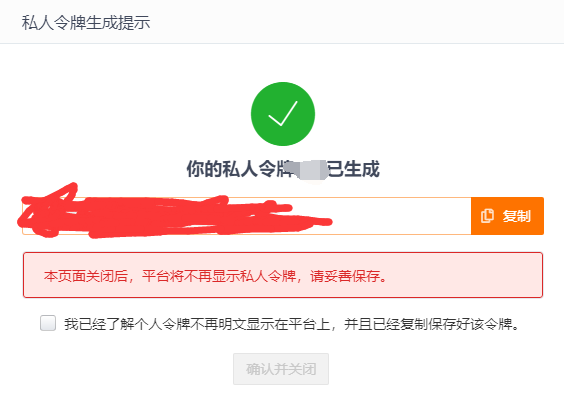 私人令牌生成提示
你的私人令牌 已生成
复制
本页面关闭后，平台将不再显示私人令牌，请妥善保存。
我已经了解个人令牌不再明文显示在平台上，并且已经复制保存好该令牌。
确认并关闭